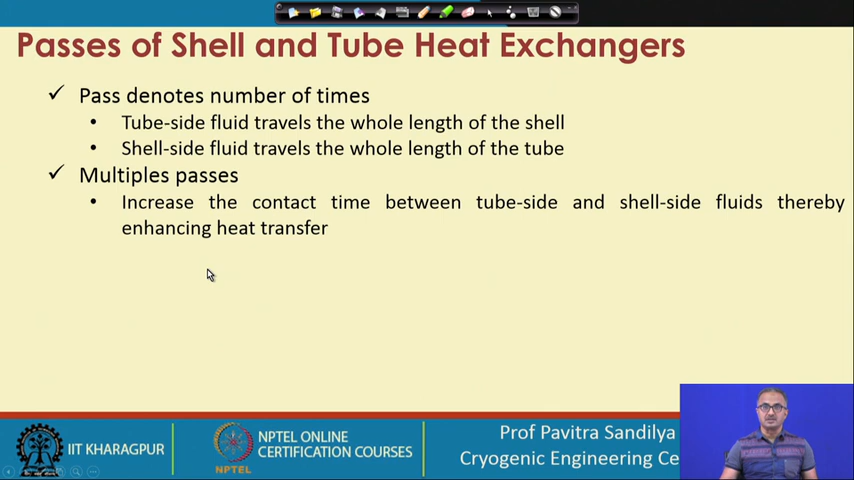 Passes of Shell and Tube Heat Exchangers
✓ Pass denotes number of times
• Tube-side fluid travels the whole length of the shell
• Shell-side fluid travels the whole length of the tube
✓ Multiples passes
• Increase the contact time between tube-side and shell-side fluids thereby
enhancing heat transfer
IIT KHARAGPUR
NPTEL
NPTEL ONLINE
CERTIFICATION COURSES
Prof Pavitra Sandilya
Cryogenic Engineering Ce